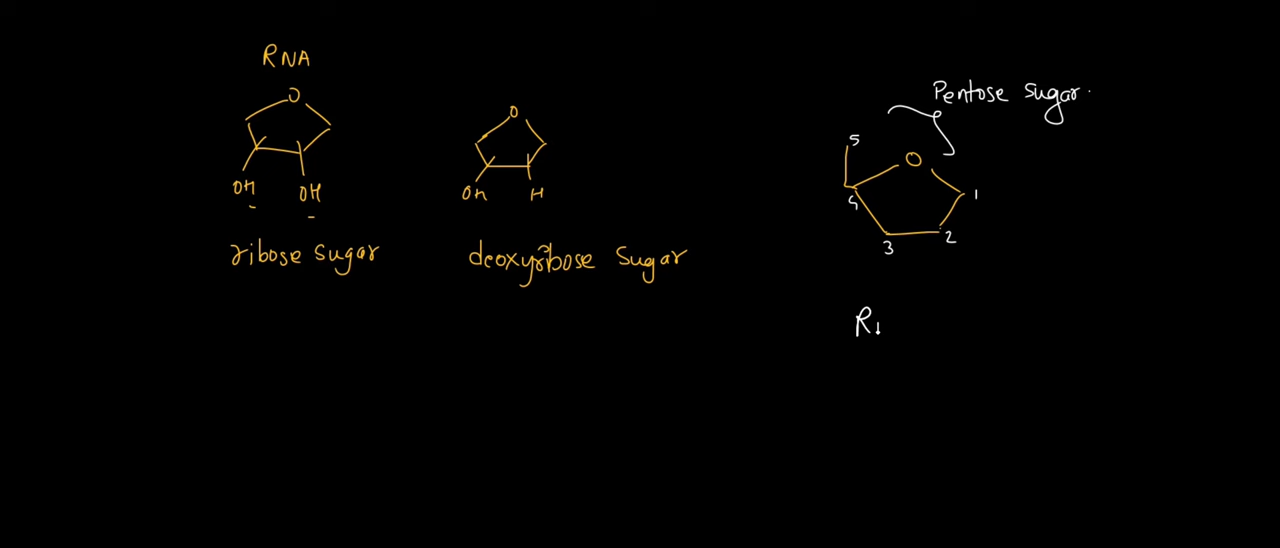 RNA
O
OH OH
ribose sugar
O
OH H
deoxyribose sugar
Pentose sugar
5
O
4
1
3
2
R